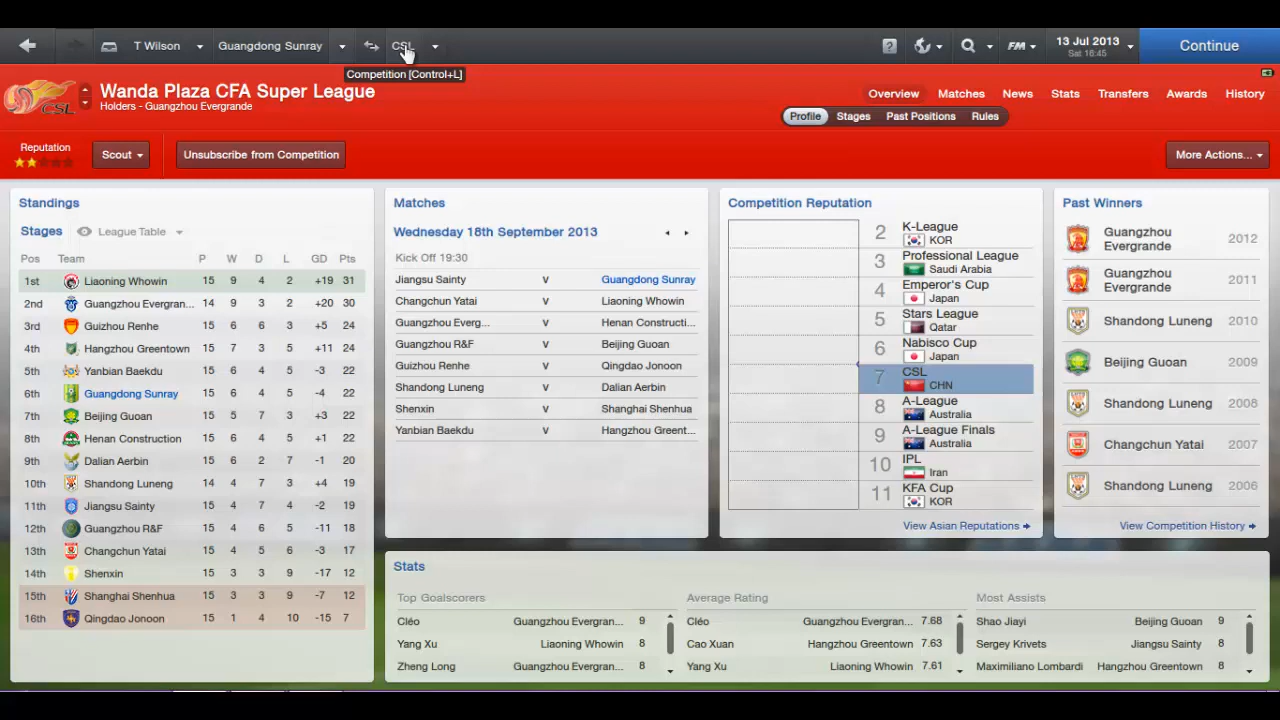 T Wilson Guangdong Sunray CSL ? FM 13 Jul 2013 Continue
Sat 16:45
Competition [Control+L]
Wanda Plaza CFA Super League
Holders - Guangzhou Evergrande
Overview Matches News Stats Transfers Awards History
Profile Stages Past Positions Rules
CSL
Reputation
Scout Unsubscribe from Competition More Actions...
Standings
Stages League Table
Pos Team P W D L GD Pts
1st Liaoning Whowin 15 9 4 2 +19 31
2nd Guangzhou Evergran... 14 9 3 2 +20 30
3rd Guizhou Renhe 15 6 6 3 +5 24
4th Hangzhou Greentown 15 7 3 5 +11 24
5th Yanbian Baekdu 15 6 4 5 -3 22
6th Guangdong Sunray 15 6 4 5 -4 22
7th Beijing Guoan 15 5 7 3 +3 22
8th Henan Construction 15 6 4 5 +1 22
9th Dalian Aerbin 15 6 2 7 -1 20
10th Shandong Luneng 14 4 7 3 +4 19
11th Jiangsu Sainty 15 4 7 4 -2 19
12th Guangzhou R&F 15 4 6 5 -11 18
13th Changchun Yatai 15 4 5 6 -3 17
14th Shenxin 15 3 3 9 -17 12
15th Shanghai Shenhua 15 3 3 9 -7 12
16th Qingdao Jonoon 15 1 4 10 -15 7
Matches
Wednesday 18th September 2013
Kick Off 19:30
Jiangsu Sainty v Guangdong Sunray
Changchun Yatai v Liaoning Whowin
Guangzhou Everg... v Henan Constructi...
Guangzhou R&F v Beijing Guoan
Guizhou Renhe v Qingdao Jonoon
Shandong Luneng v Dalian Aerbin
Shenxin v Shanghai Shenhua
Yanbian Baekdu v Hangzhou Greent...
Competition Reputation
2 K-League
KOR
3 Professional League
Saudi Arabia
4 Emperor's Cup
Japan
5 Stars League
Qatar
6 Nabisco Cup
Japan
7 CSL
CHN
8 A-League
Australia
9 A-League Finals
Australia
10 IPL
Iran
11 KFA Cup
KOR
View Asian Reputations
Past Winners
Guangzhou
Evergrande 2012
Guangzhou
Evergrande 2011
Shandong Luneng 2010
Beijing Guoan 2009
Shandong Luneng 2008
Changchun Yatai 2007
Shandong Luneng 2006
View Competition History
Stats
Top Goalscorers
Cléo Guangzhou Evergran... 9
Yang Xu Liaoning Whowin 8
Zheng Long Guangzhou Evergran... 8
Average Rating
Cléo Guangzhou Evergran... 7.68
Cao Xuan Hangzhou Greentown 7.63
Yang Xu Liaoning Whowin 7.61
Most Assists
Shao Jiayi Beijing Guoan 9
Sergey Krivets Jiangsu Sainty 8
Maximiliano Lombardi Hangzhou Greentown 8